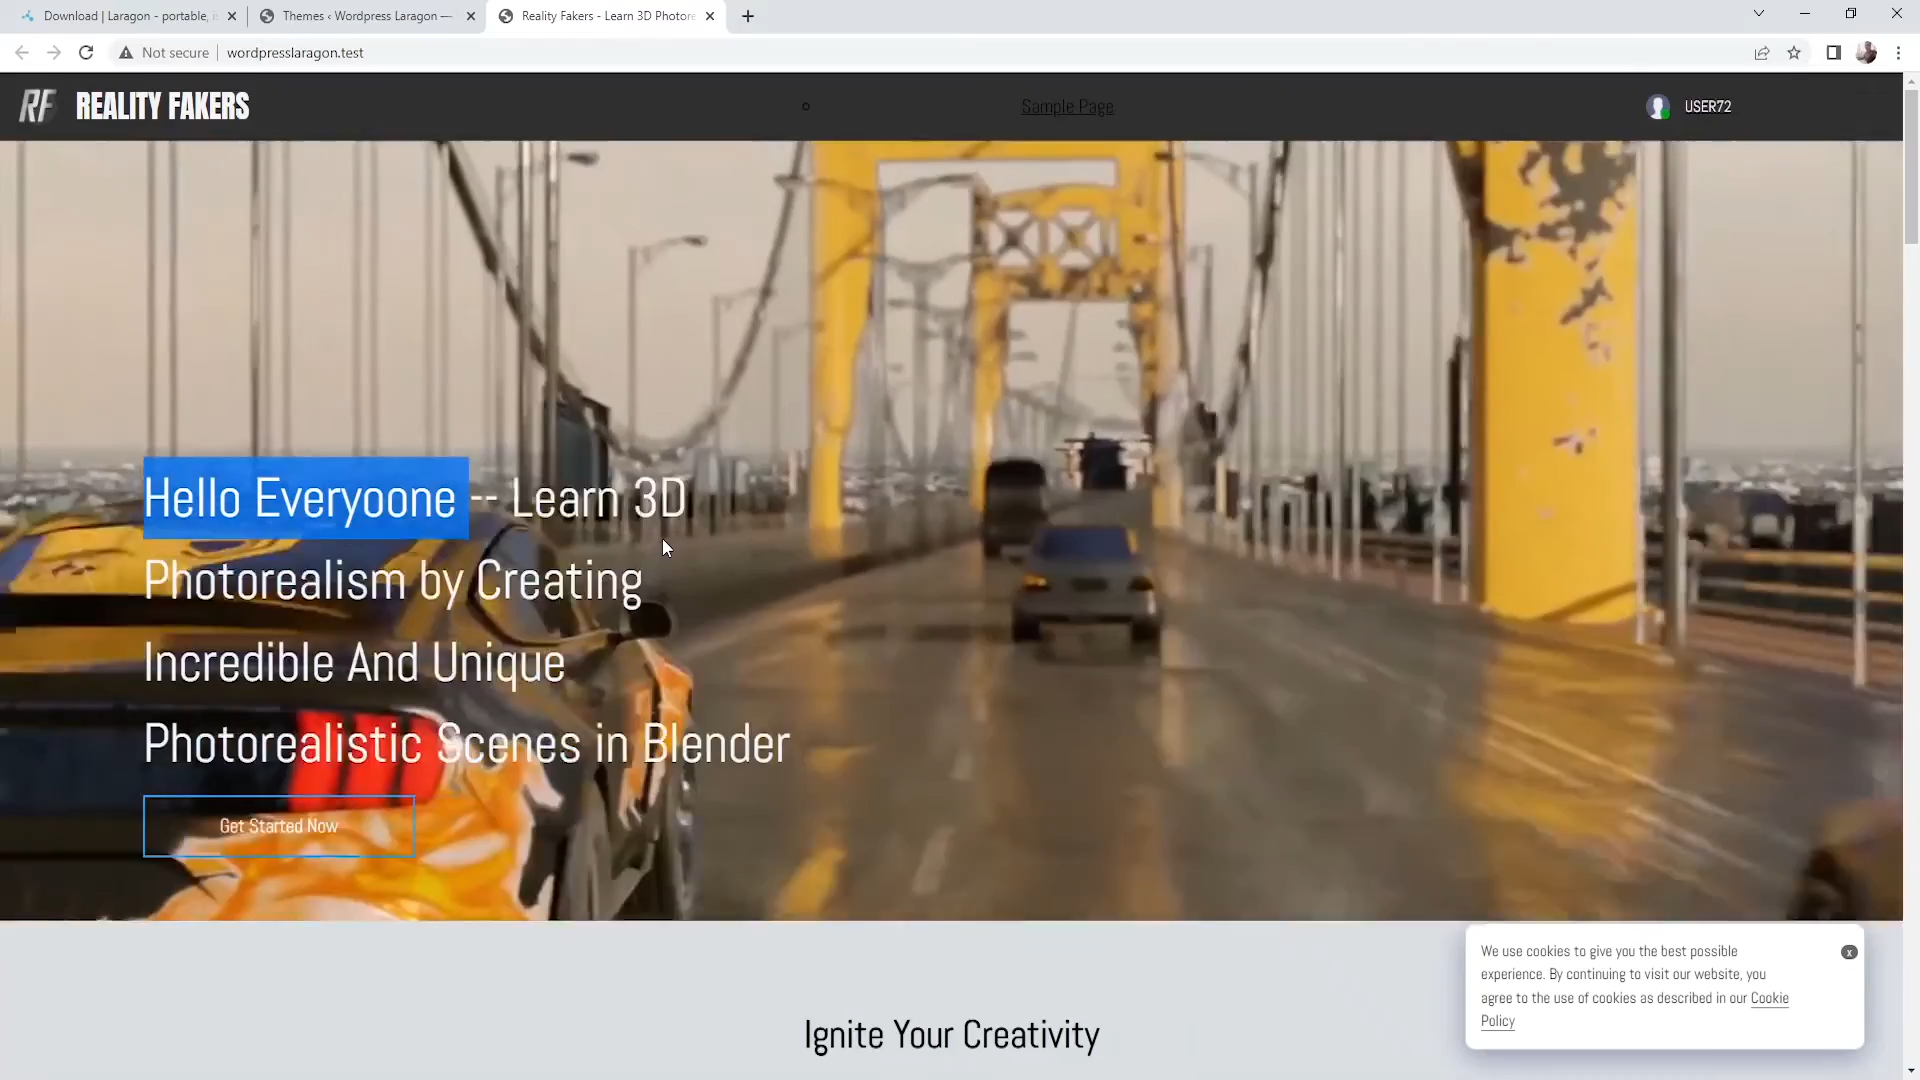 Download | Laragon - portable, i
Themes ‹ Wordpress Laragon —
Reality Fakers - Learn 3D Photore
Not secure
wordpresslaragon.test
RF
REALITY FAKERS
Sample Page
USER72
Hello Everyoone -- Learn 3D
Photorealism by Creating
Incredible And Unique
Photorealistic Scenes in Blender
Get Started Now
We use cookies to give you the best possible
experience. By continuing to visit our website, you
agree to the use of cookies as described in our Cookie
Policy
x
Ignite Your Creativity